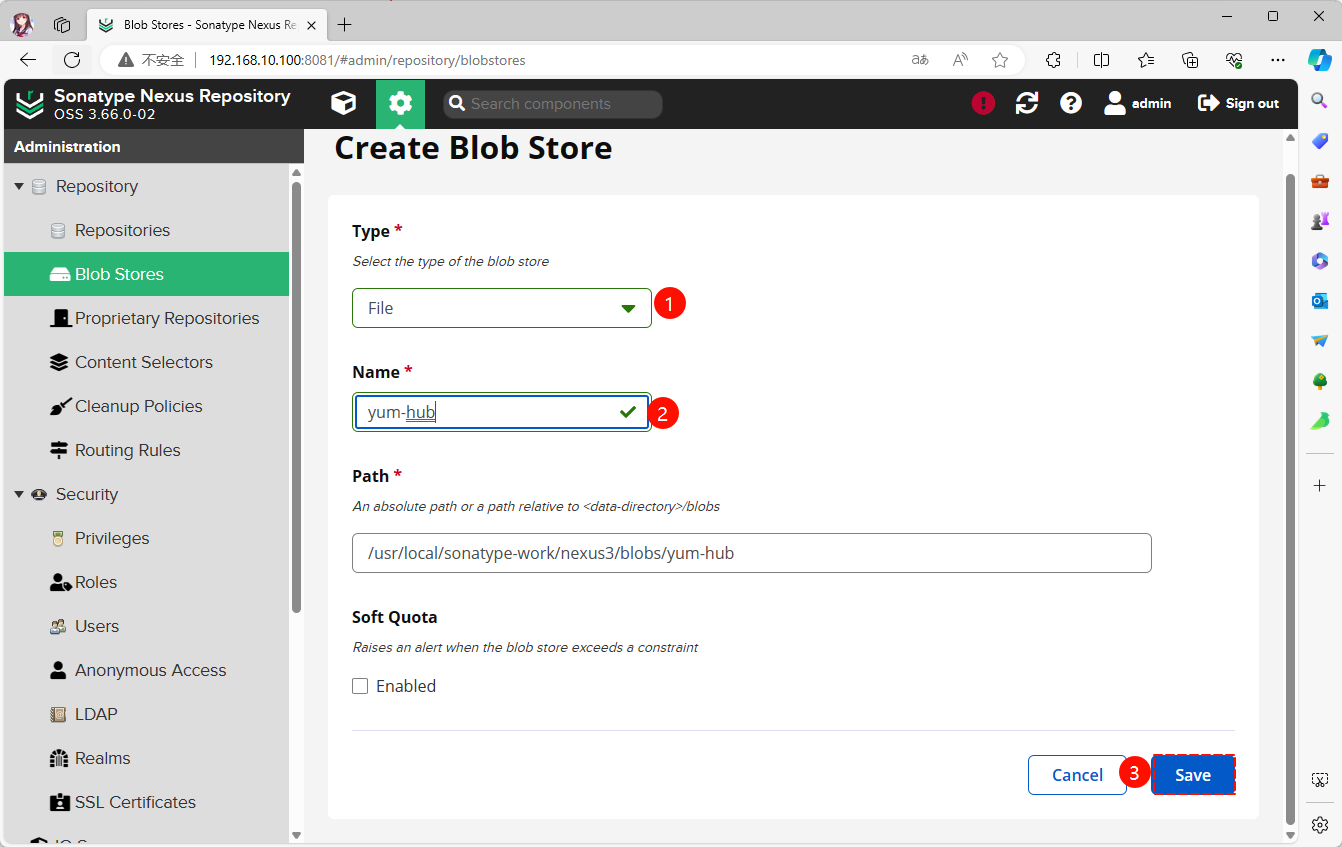 Blob Stores - Sonatype Nexus Re
不安全
192.168.10.100:8081/#admin/repository/blobstores
aあ
A
Sonatype Nexus Repository
OSS 3.66.0-02
Search components
admin
Sign out
Administration
Create Blob Store
Repository
Repositories
Blob Stores
Proprietary Repositories
Content Selectors
Cleanup Policies
Routing Rules
Security
Privileges
Roles
Users
Anonymous Access
LDAP
Realms
SSL Certificates
Type *
Select the type of the blob store
File
1
Name *
yum-hub
2
Path *
An absolute path or a path relative to <data-directory>/blobs
/usr/local/sonatype-work/nexus3/blobs/yum-hub
Soft Quota
Raises an alert when the blob store exceeds a constraint
Enabled
Cancel
3
Save